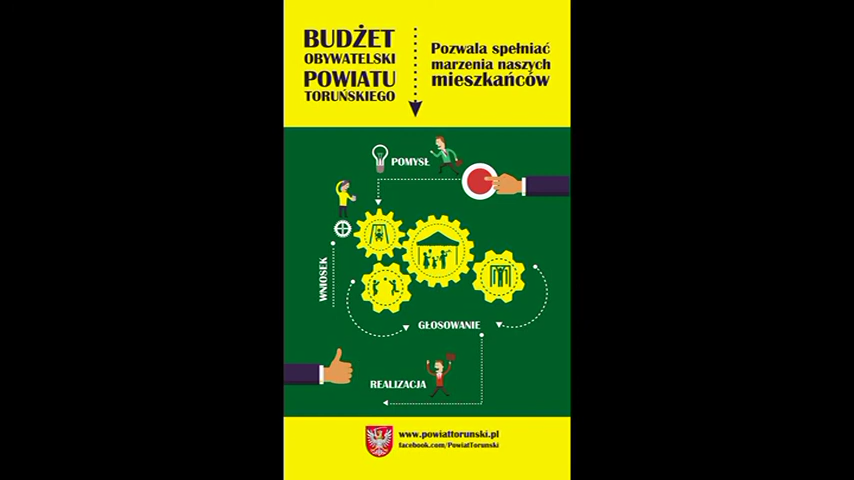 BUDŻET
OBYWATELSKI
POWIATU
TORUŃSKIEGO
Pozwala spełniać
marzenia naszych
mieszkańców
POMYSŁ
WNIOSEK
GŁOSOWANIE
REALIZACJA
www.powiattorunski.pl
facebook.com/PowiatTorunski